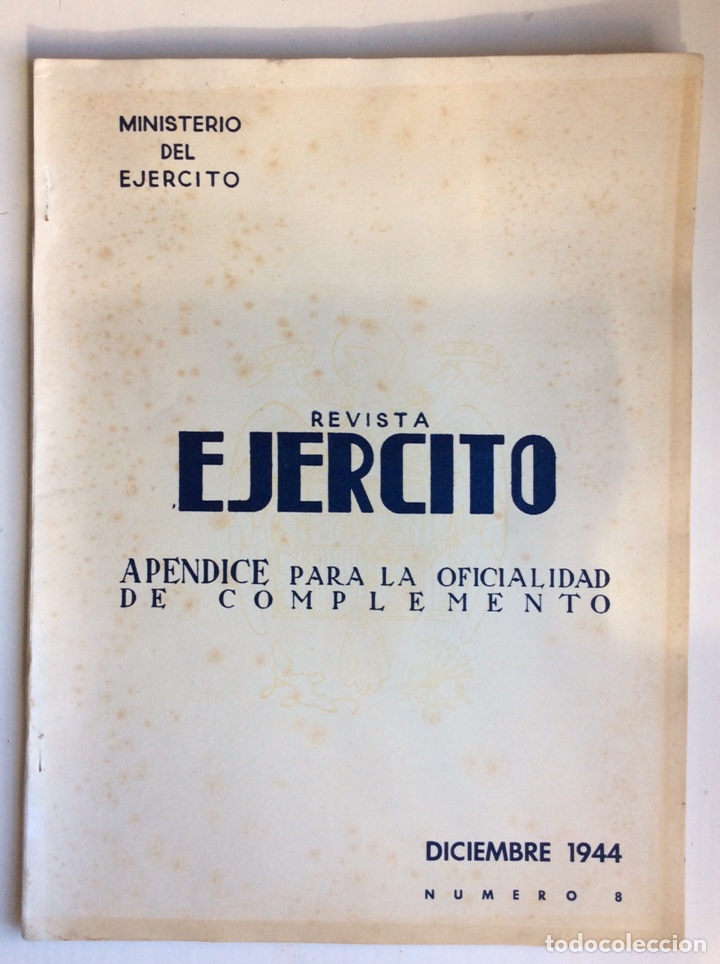 MINISTERIO
DEL
EJERCITO
REVISTA
EJERCITO
APENDICE PARA LA OFICIALIDAD
DE COMPLEMENTO
DICIEMBRE 1944
NUMERO 8
todocoleccion